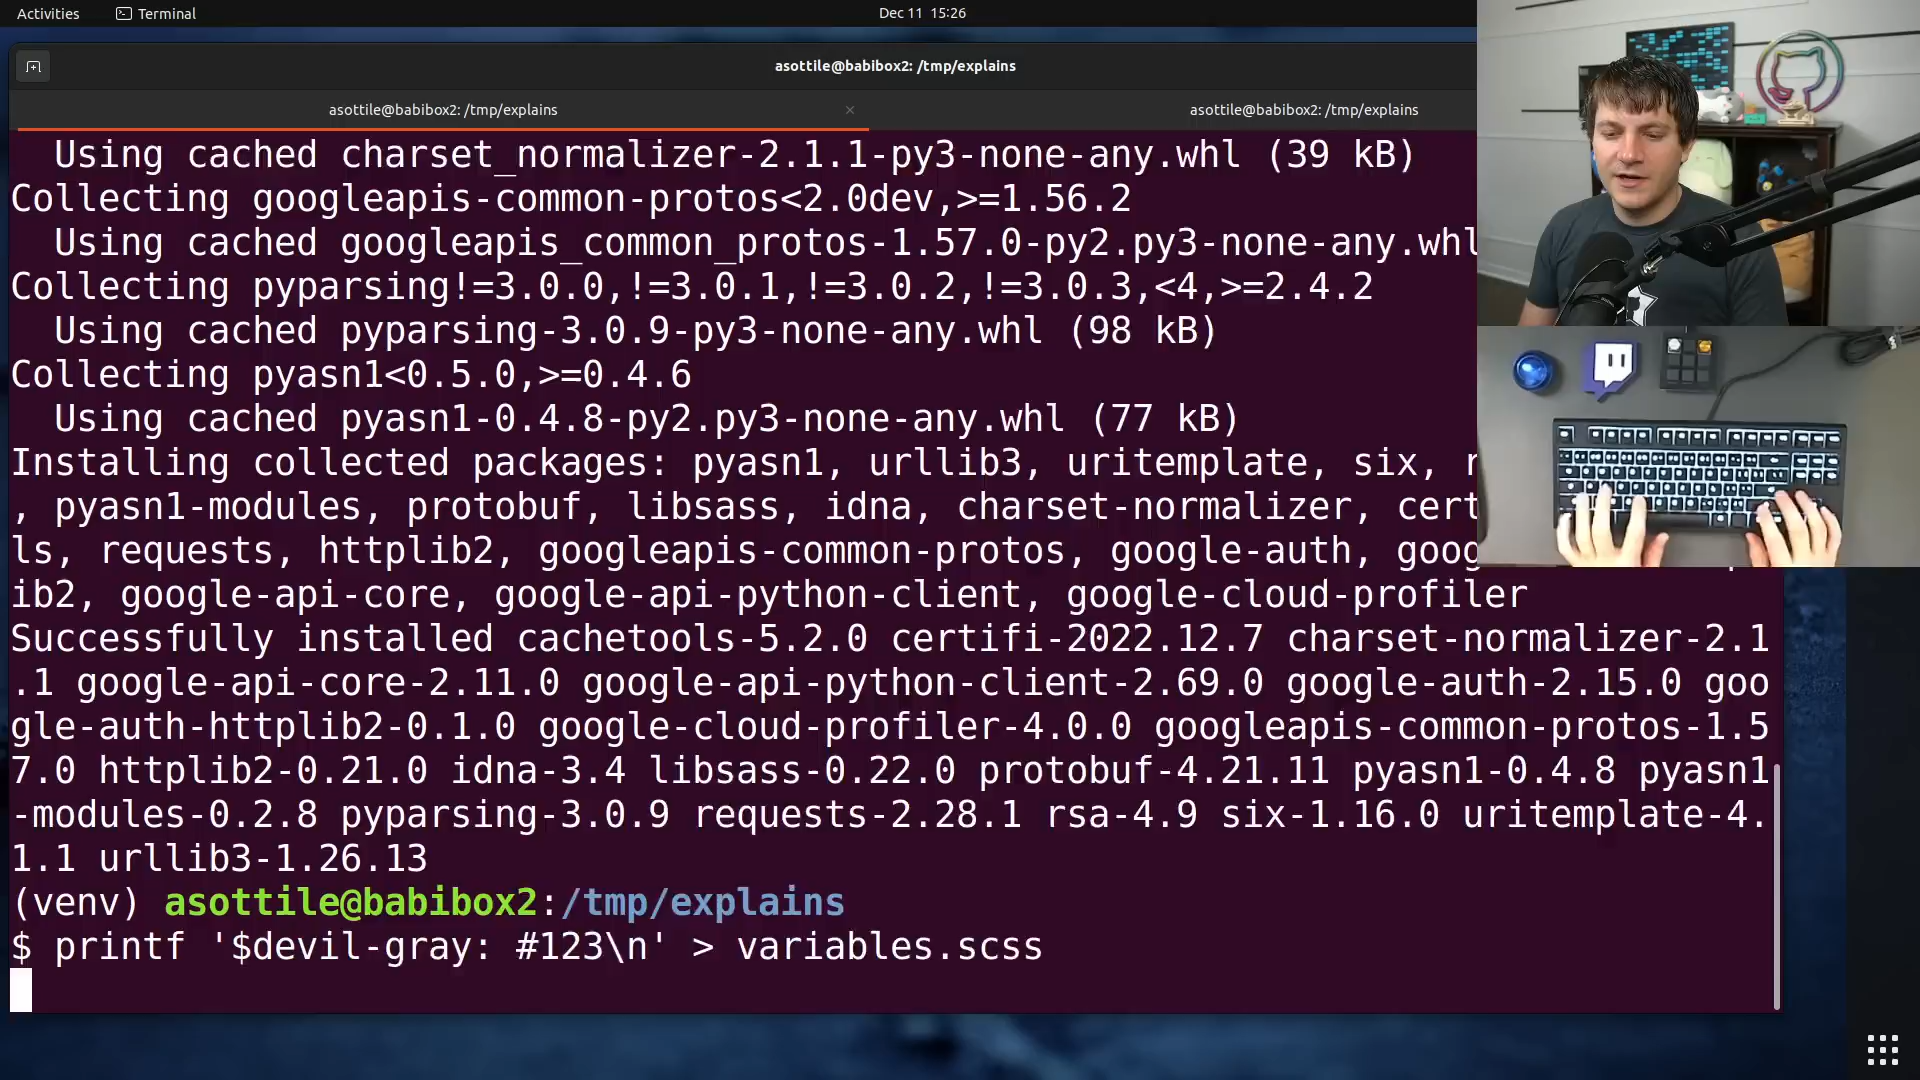 Activities
Terminal
Dec 11 15:26
asottile@babibox2: /tmp/explains
asottile@babibox2: /tmp/explains
asottile@babibox2: /tmp/explains
Using cached charset_normalizer-2.1.1-py3-none-any.whl (39 kB)
Collecting googleapis-common-protos<2.0dev,>=1.56.2
Using cached googleapis_common_protos-1.57.0-py2.py3-none-any.whl
Collecting pyparsing!=3.0.0,!=3.0.1,!=3.0.2,!=3.0.3,<4,>=2.4.2
Using cached pyparsing-3.0.9-py3-none-any.whl (98 kB)
Collecting pyasn1<0.5.0,>=0.4.6
Using cached pyasn1-0.4.8-py2.py3-none-any.whl (77 kB)
Installing collected packages: pyasn1, urllib3, uritemplate, six, r
, pyasn1-modules, protobuf, libsass, idna, charset-normalizer, cert
ls, requests, httplib2, googleapis-common-protos, google-auth, goog
ib2, google-api-core, google-api-python-client, google-cloud-profiler
Successfully installed cachetools-5.2.0 certifi-2022.12.7 charset-normalizer-2.1
.1 google-api-core-2.11.0 google-api-python-client-2.69.0 google-auth-2.15.0 goo
gle-auth-httplib2-0.1.0 google-cloud-profiler-4.0.0 googleapis-common-protos-1.5
7.0 httplib2-0.21.0 idna-3.4 libsass-0.22.0 protobuf-4.21.11 pyasn1-0.4.8 pyasn1
-modules-0.2.8 pyparsing-3.0.9 requests-2.28.1 rsa-4.9 six-1.16.0 uritemplate-4.
1.1 urllib3-1.26.13
(venv) asottile@babibox2:/tmp/explains
$ printf '$devil-gray: #123\n' > variables.scss